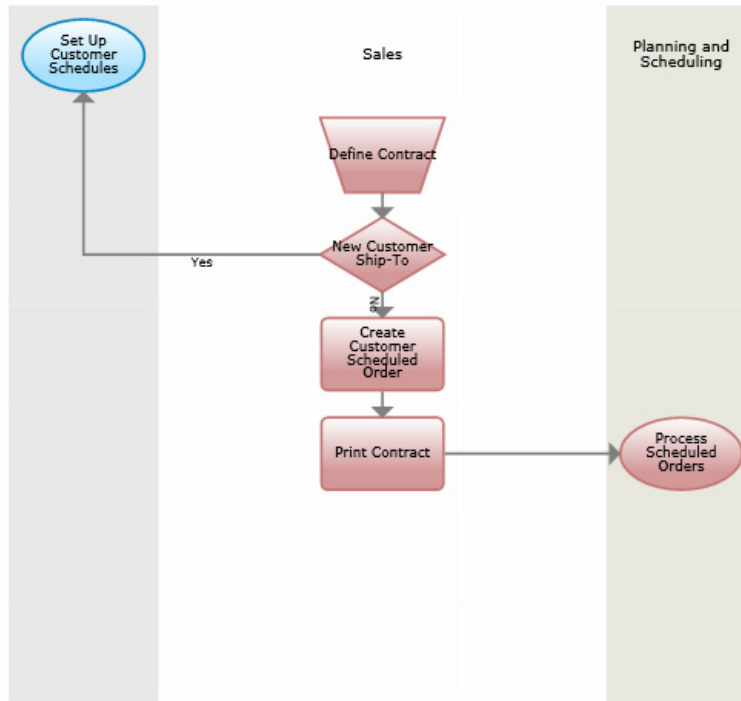 Set Up
Customer
Schedules
Sales
Planning and
Scheduling
Define Contract
New Customer
Ship-To
Yes
No
Create
Customer
Scheduled
Order
Print Contract
Process
Scheduled
Orders